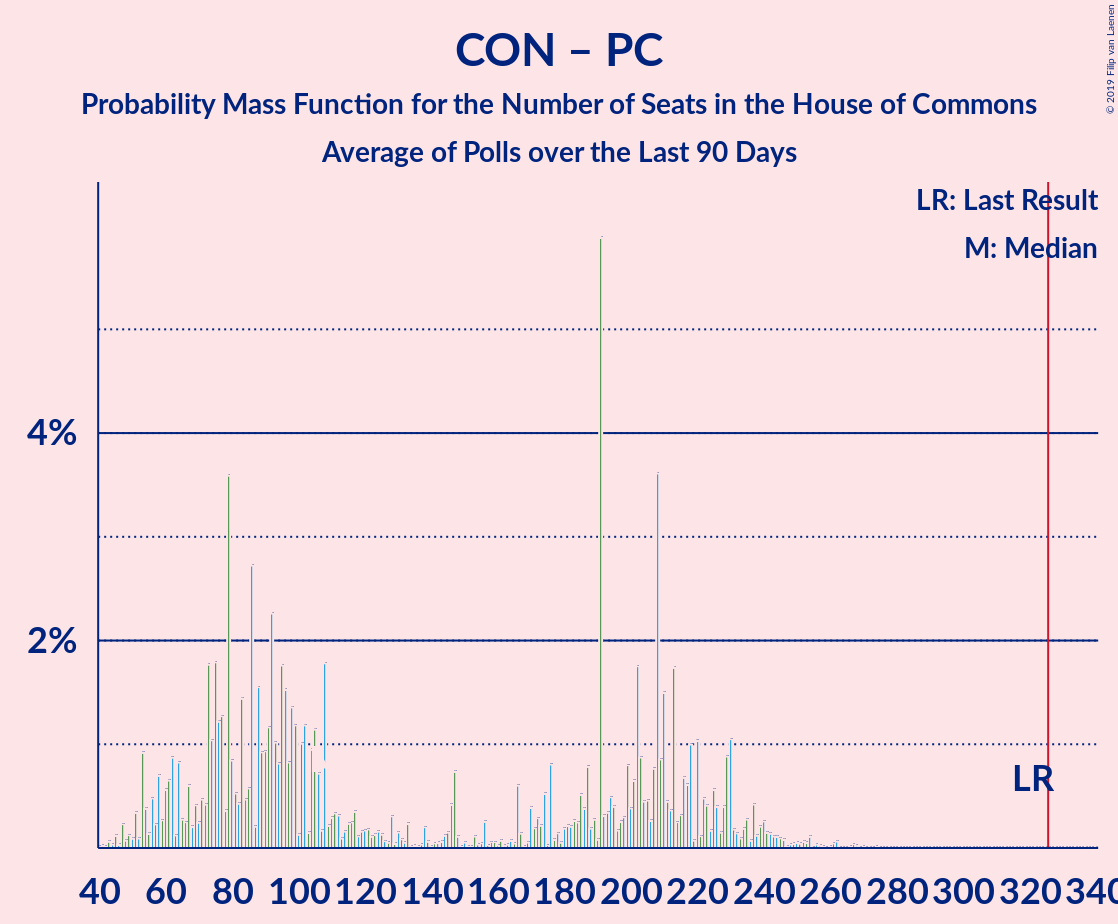 CON – PC
Probability Mass Function for the Number of Seats in the House of Commons
Average of Polls over the Last 90 Days
© 2019 Filip van Laenen
LR: Last Result
M: Median
4%
2%
LR
40 60 80 100 120 140 160 180 200 220 240 260 280 300 320 340